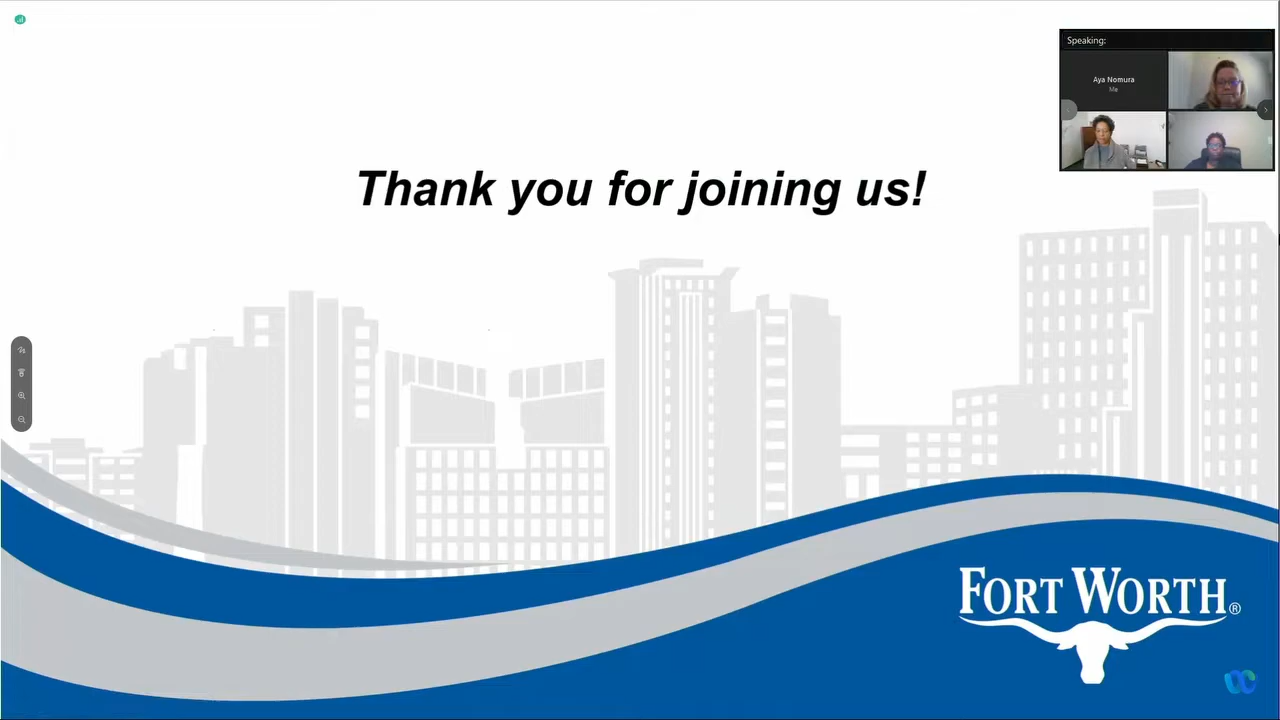 Speaking:
Aya Nomura
Me
Thank you for joining us!
FORT WORTH®